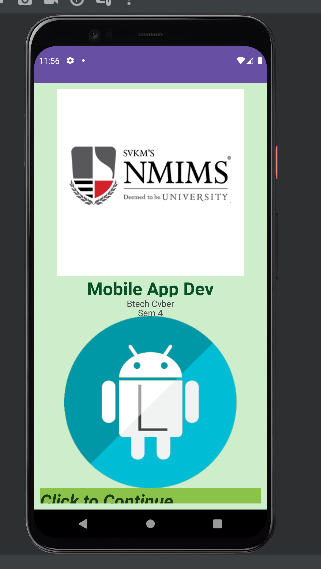 11:56
SVKM'S
NMIMS®
Deemed to be UNIVERSITY
Mobile App Dev
Btech Cyber
Sem 4
L
Click to Continue